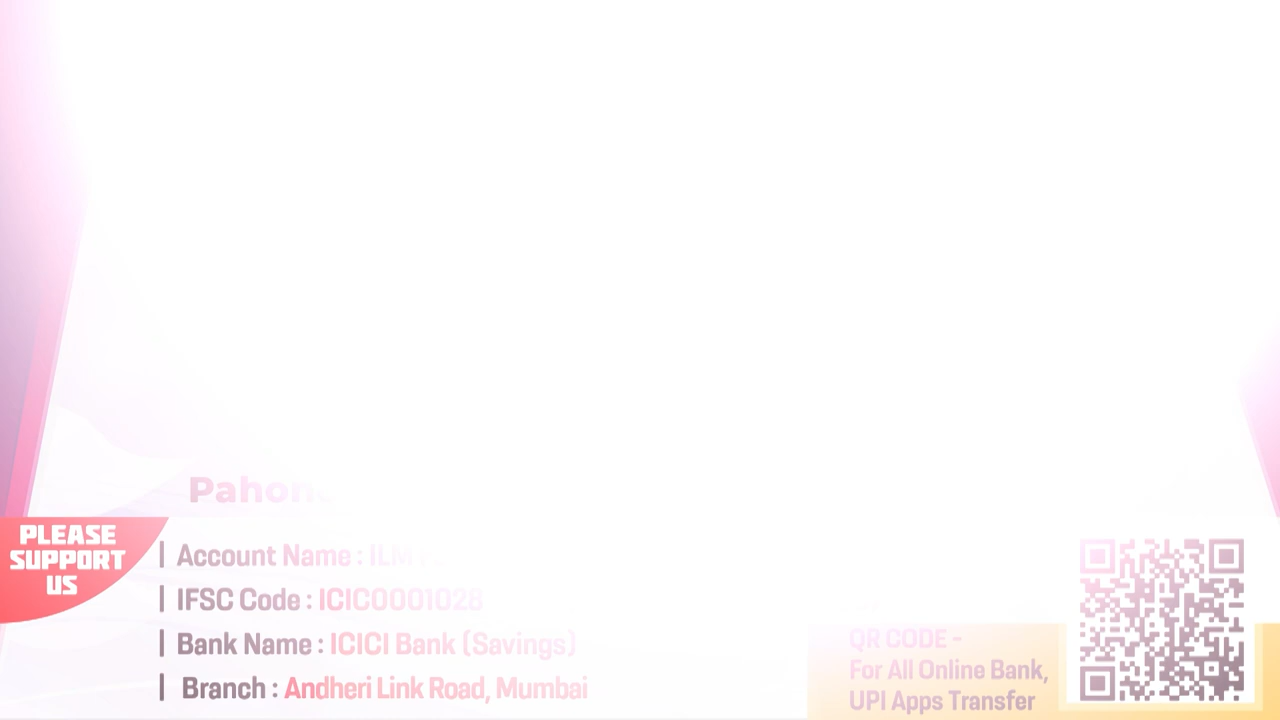 PLEASE
SUPPORT
US
| Account Name : ILM
| IFSC Code : ICIC0001028
| Bank Name : ICICI Bank (Savings)
| Branch : Andheri Link Road, Mumbai
QR CODE -
For All Online Bank,
UPI Apps Transfer